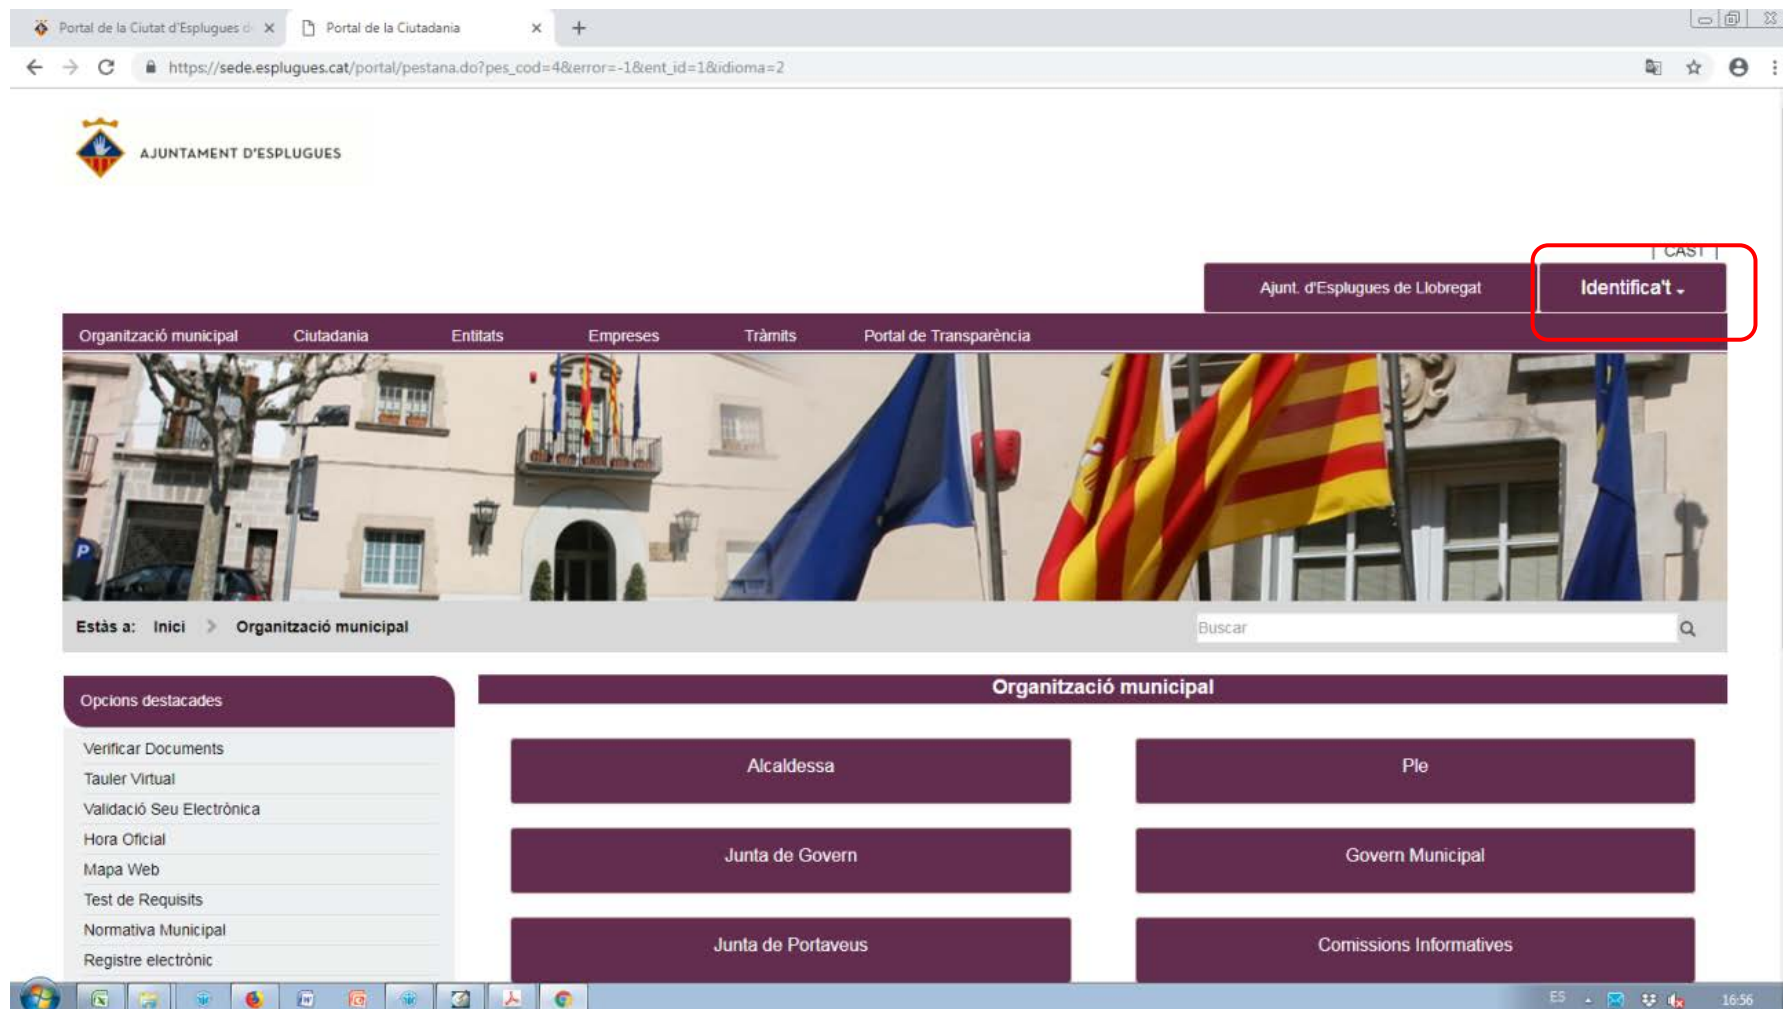 Portal de la Ciutat d'Esplugues d
Portal de la Ciutadania
https://sede.esplugues.cat/portal/pestana.do?pes_cod=4&error=-1&ent_id=1&idioma=2
AJUNTAMENT D'ESPLUGUES
| CAST |
Ajunt. d'Esplugues de Llobregat
Identifica't
Organització municipal
Ciutadania
Entitats
Empreses
Tràmits
Portal de Transparència
P
Estàs a: Inici > Organització municipal
Buscar
Opcions destacades
Verificar Documents
Tauler Virtual
Validació Seu Electrònica
Hora Oficial
Mapa Web
Test de Requisits
Normativa Municipal
Registre electrònic
Organització municipal
Alcaldessa
Ple
Junta de Govern
Govern Municipal
Junta de Portaveus
Comissions Informatives
ES
16:56